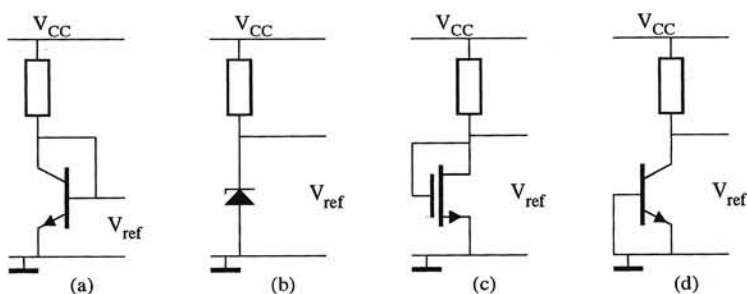 V_CC V_CC V_CC V_CC
V_ref V_ref V_ref V_ref
(a) (b) (c) (d)